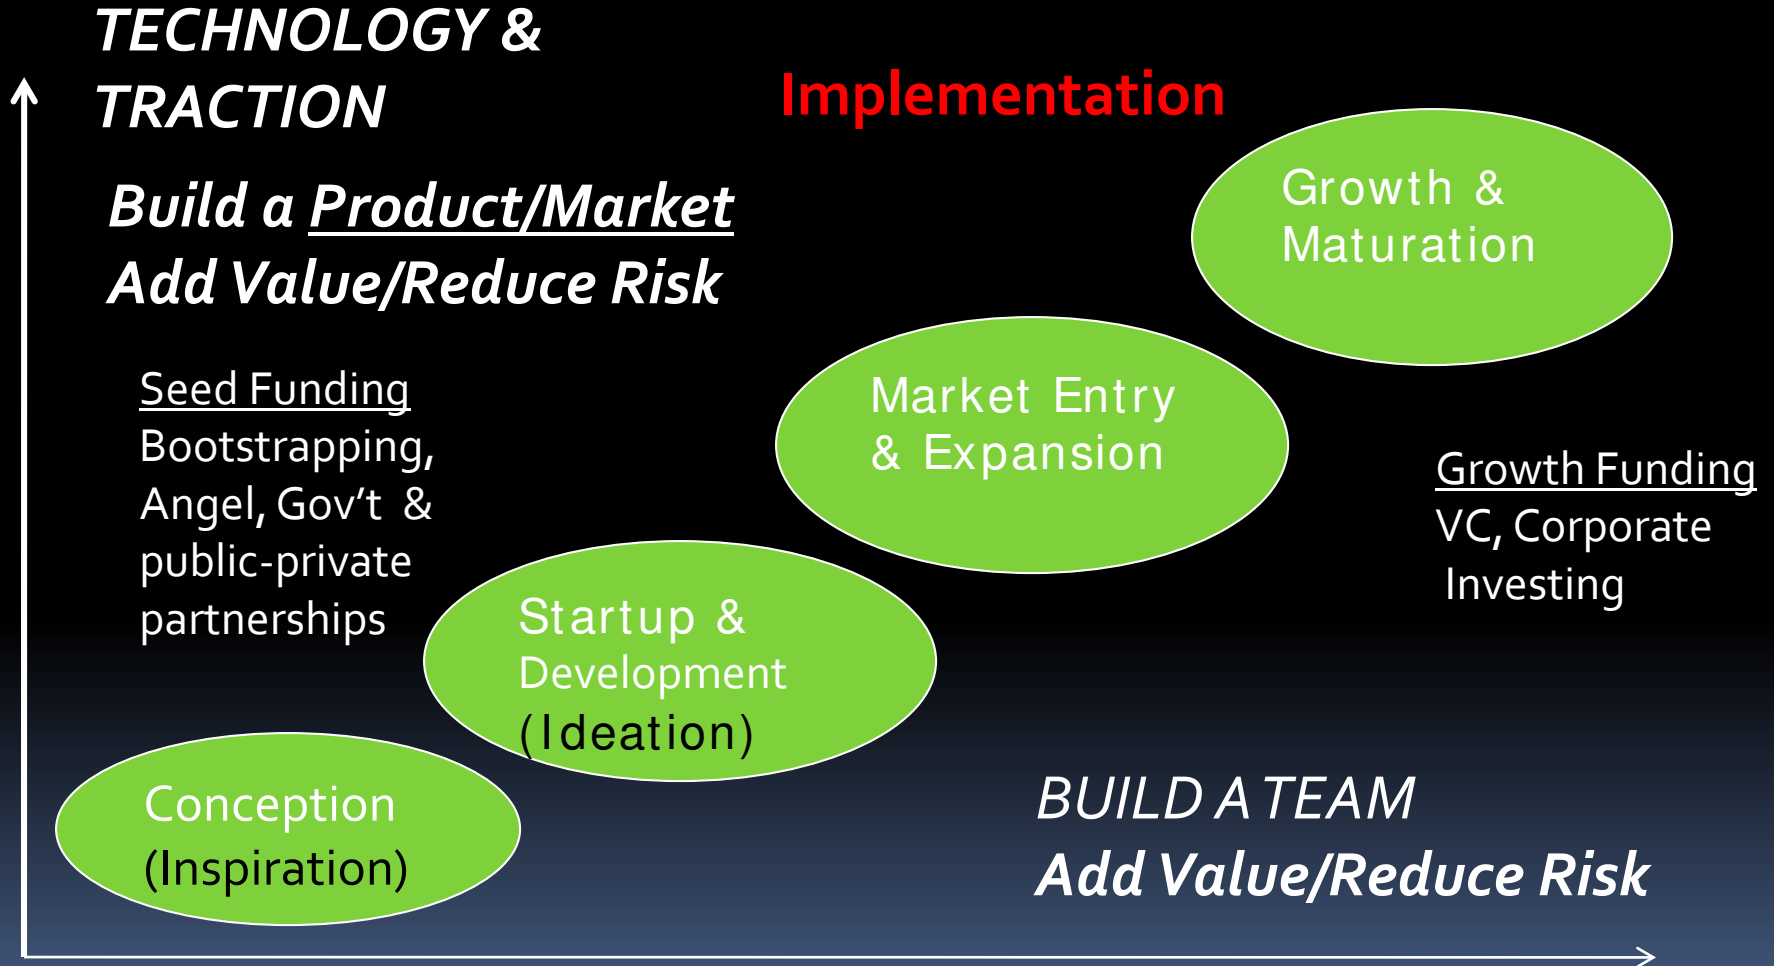 TECHNOLOGY &
TRACTION
Implementation
Build a Product/Market
Add Value/Reduce Risk
Growth &
Maturation
Seed Funding
Bootstrapping,
Angel, Gov't &
public-private
partnerships
Market Entry
& Expansion
Growth Funding
VC, Corporate
Investing
Startup &
Development
(Ideation)
Conception
(Inspiration)
BUILD A TEAM
Add Value/Reduce Risk